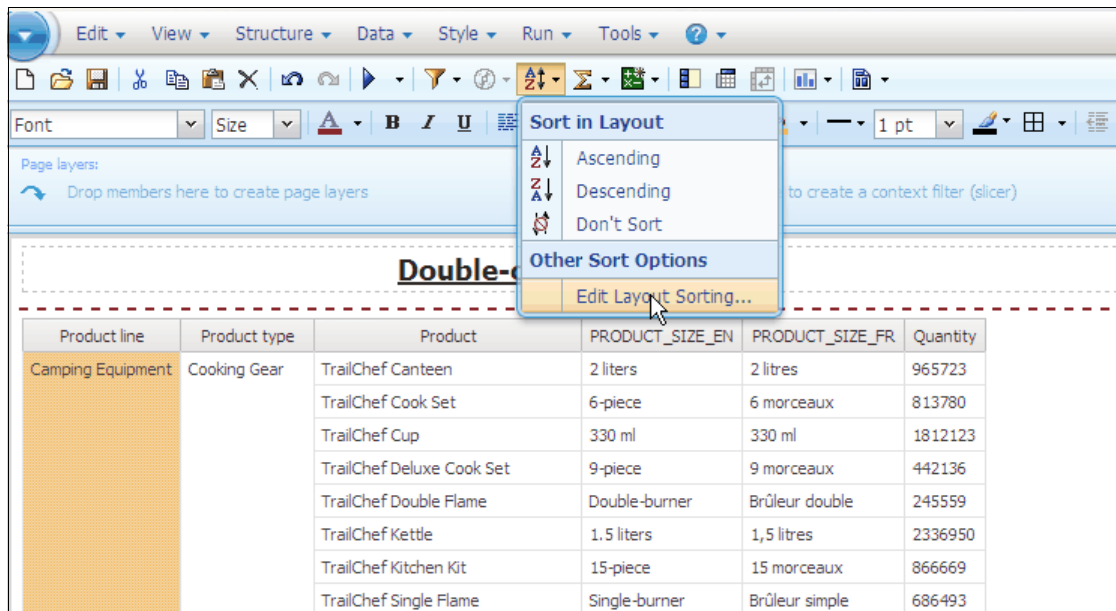 Edit View Structure Data Style Run Tools
Font Size A B I U 1 pt
Sort in Layout
Ascending
Descending
Don't Sort
Other Sort Options
Edit Layout Sorting...
Page layers:
Drop members here to create page layers
to create a context filter (slicer)
Double-
Product line Product type Product PRODUCT_SIZE_EN PRODUCT_SIZE_FR Quantity
Camping Equipment Cooking Gear TrailChef Canteen 2 liters 2 litres 965723
TrailChef Cook Set 6-piece 6 morceaux 813780
TrailChef Cup 330 ml 330 ml 1812123
TrailChef Deluxe Cook Set 9-piece 9 morceaux 442136
TrailChef Double Flame Double-burner Brûleur double 245559
TrailChef Kettle 1.5 liters 1,5 litres 2336950
TrailChef Kitchen Kit 15-piece 15 morceaux 866669
TrailChef Single Flame Single-burner Brûleur simple 686493